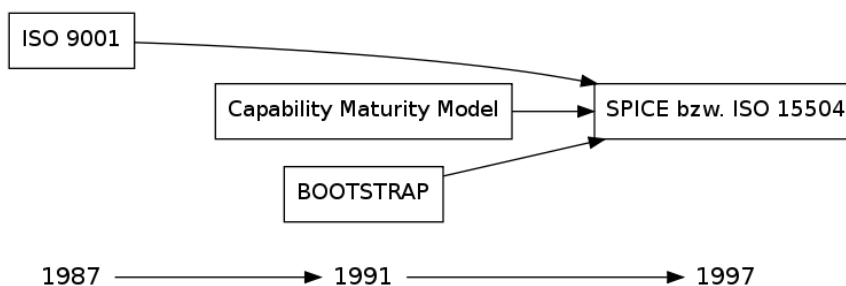 ISO 9001
Capability Maturity Model
SPICE bzw. ISO 15504
BOOTSTRAP
1987 1991 1997